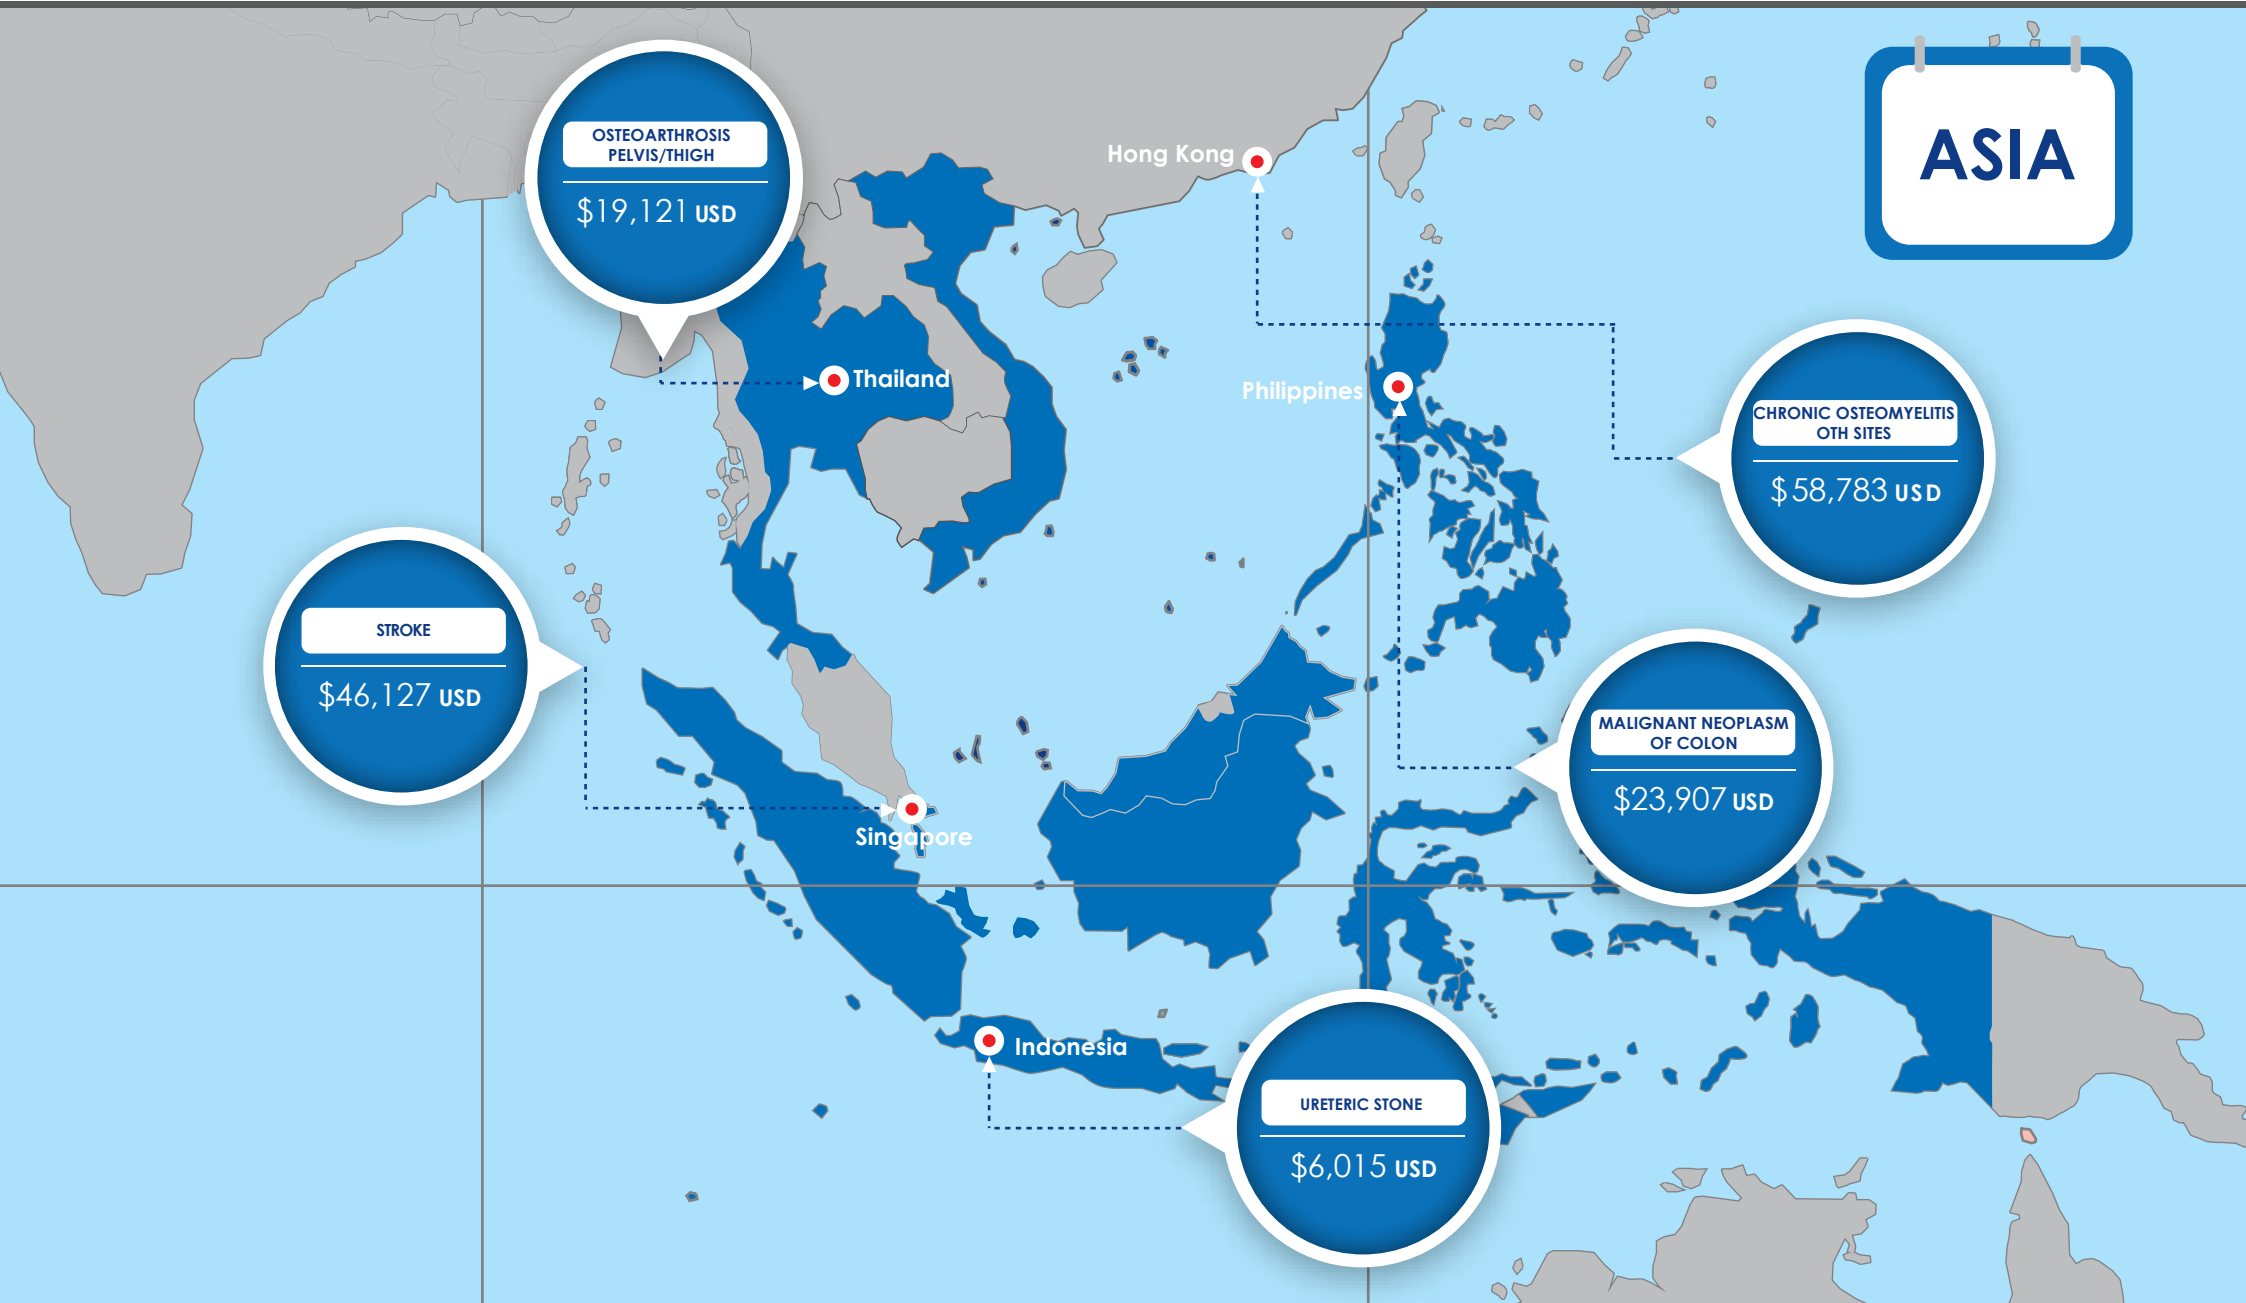 ASIA
OSTEOARTHROSIS
PELVIS/THIGH
$19,121 USD
Hong Kong
Thailand
Philippines
CHRONIC OSTEOMYELITIS
OTH SITES
$58,783 USD
STROKE
$46,127 USD
MALIGNANT NEOPLASM
OF COLON
$23,907 USD
Singapore
Indonesia
URETERIC STONE
$6,015 USD